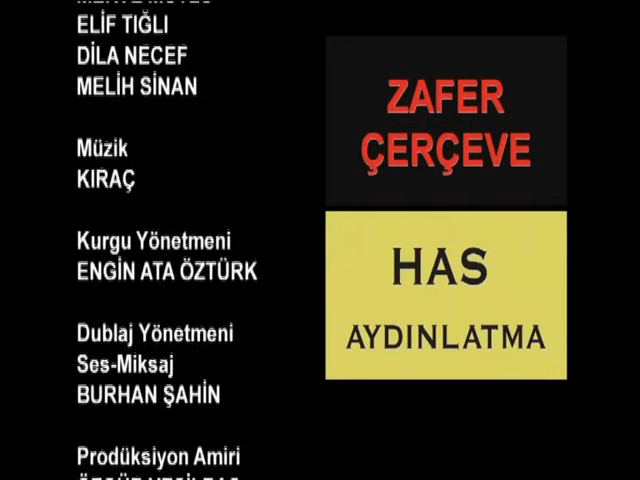 ELİF TIĞLI
DİLA NECEF
MELİH SİNAN
Müzik
KIRAÇ
Kurgu Yönetmeni
ENGİN ATA ÖZTÜRK
Dublaj Yönetmeni
Ses-Miksaj
BURHAN ŞAHİN
Prodüksiyon Amiri
ZAFER
ÇERÇEVE
HAS
AYDINLATMA